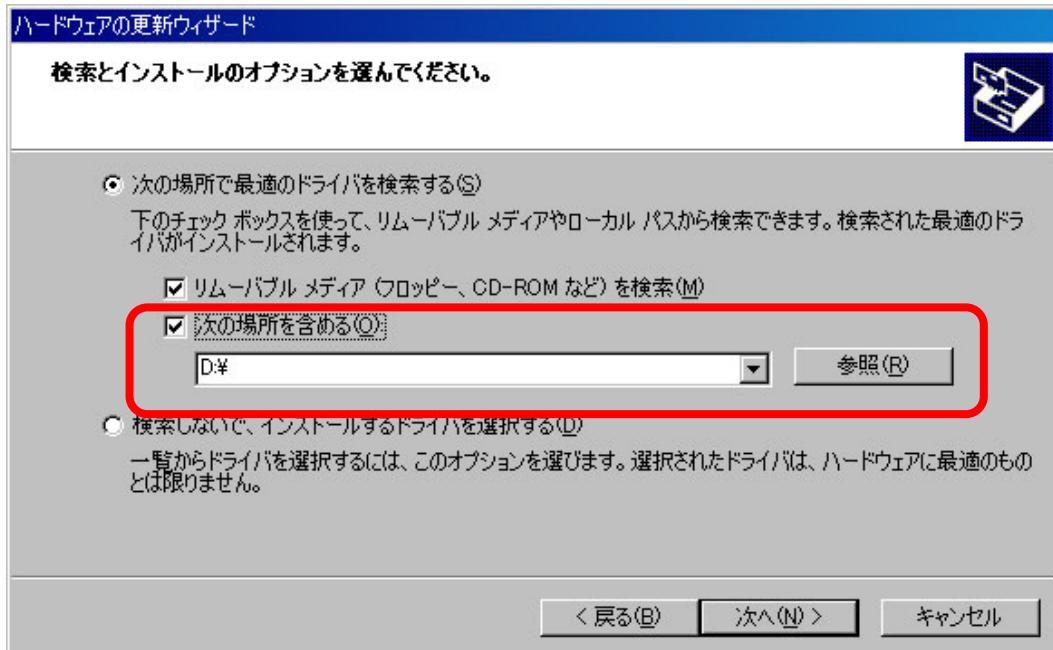 ハードウェアの更新ウィザード
検索とインストールのオプションを選んでください。
次の場所で最適のドライバを検索する(S)
下のチェック ボックスを使って、リムーバブル メディアやローカル パスから検索できます。検索された最適のドラ
イバがインストールされます。
リムーバブル メディア (フロッピー、CD-ROM など) を検索(M)
次の場所を含める(O):
D:¥
参照(R)
検索しないで、インストールするドライバを選択する(D)
一覧からドライバを選択するには、このオプションを選びます。選択されたドライバは、ハードウェアに最適のもの
とは限りません。
< 戻る(B)
次へ(N) >
キャンセル